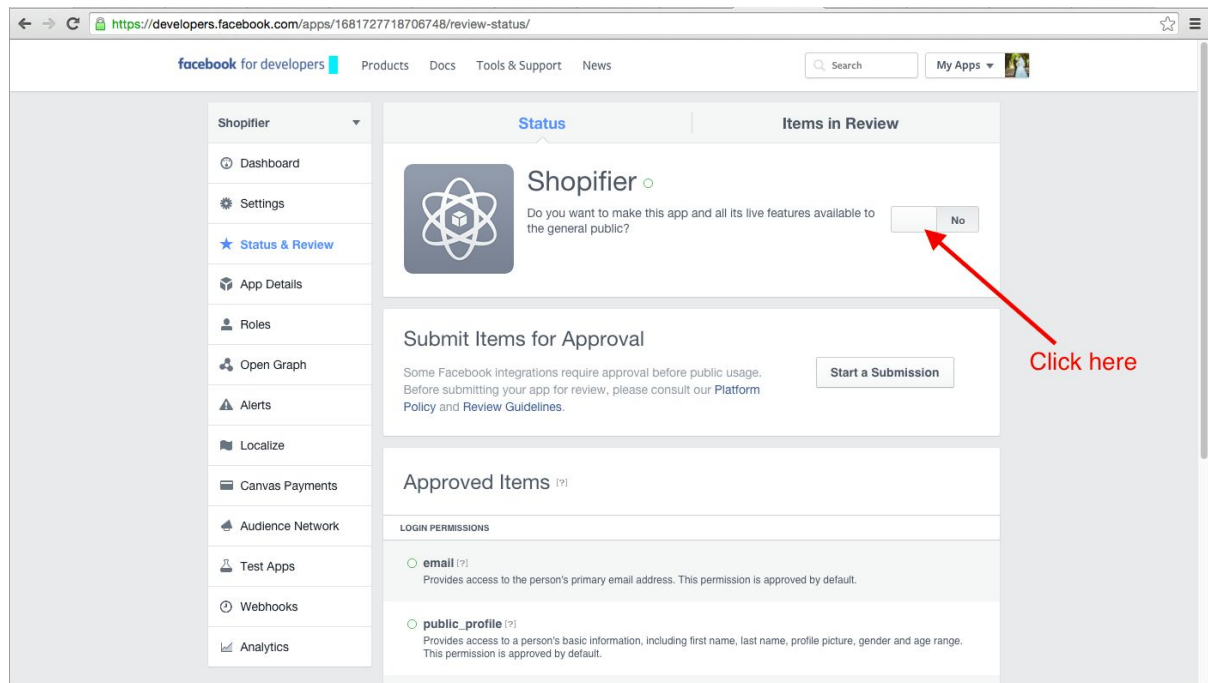 https://developers.facebook.com/apps/1681727718706748/review-status/
facebook for developers Products Docs Tools & Support News Search My Apps
Shopifier
Dashboard
Settings
Status & Review
App Details
Roles
Open Graph
Alerts
Localize
Canvas Payments
Audience Network
Test Apps
Webhooks
Analytics
Status Items in Review
Shopifier
Do you want to make this app and all its live features available to
the general public?
No
Click here
Submit Items for Approval
Some Facebook integrations require approval before public usage.
Before submitting your app for review, please consult our Platform
Policy and Review Guidelines.
Start a Submission
Approved Items [?]
LOGIN PERMISSIONS
email [?]
Provides access to the person's primary email address. This permission is approved by default.
public_profile [?]
Provides access to a person's basic information, including first name, last name, profile picture, gender and age range.
This permission is approved by default.